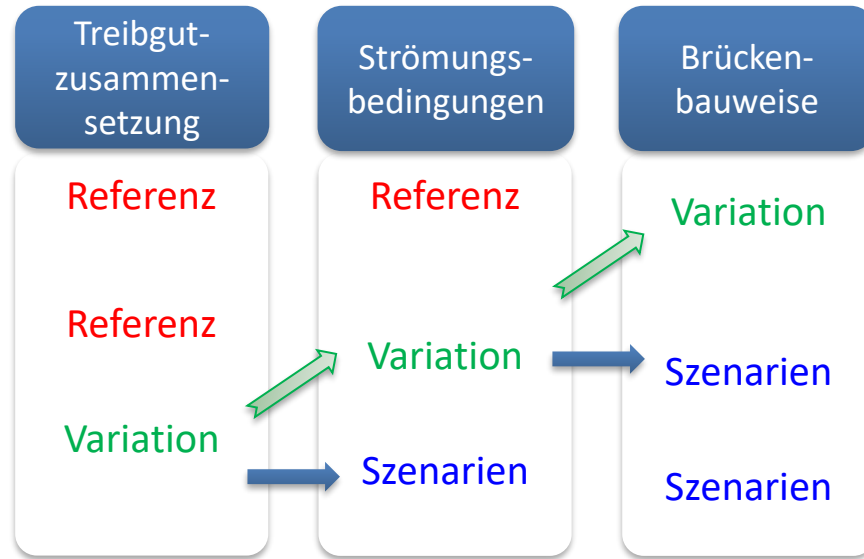 Treibgut-
zusammen-
setzung
Strömungs-
bedingungen
Brücken-
bauweise
Referenz
Referenz
Variation
Referenz
Variation
Szenarien
Variation
Szenarien
Szenarien